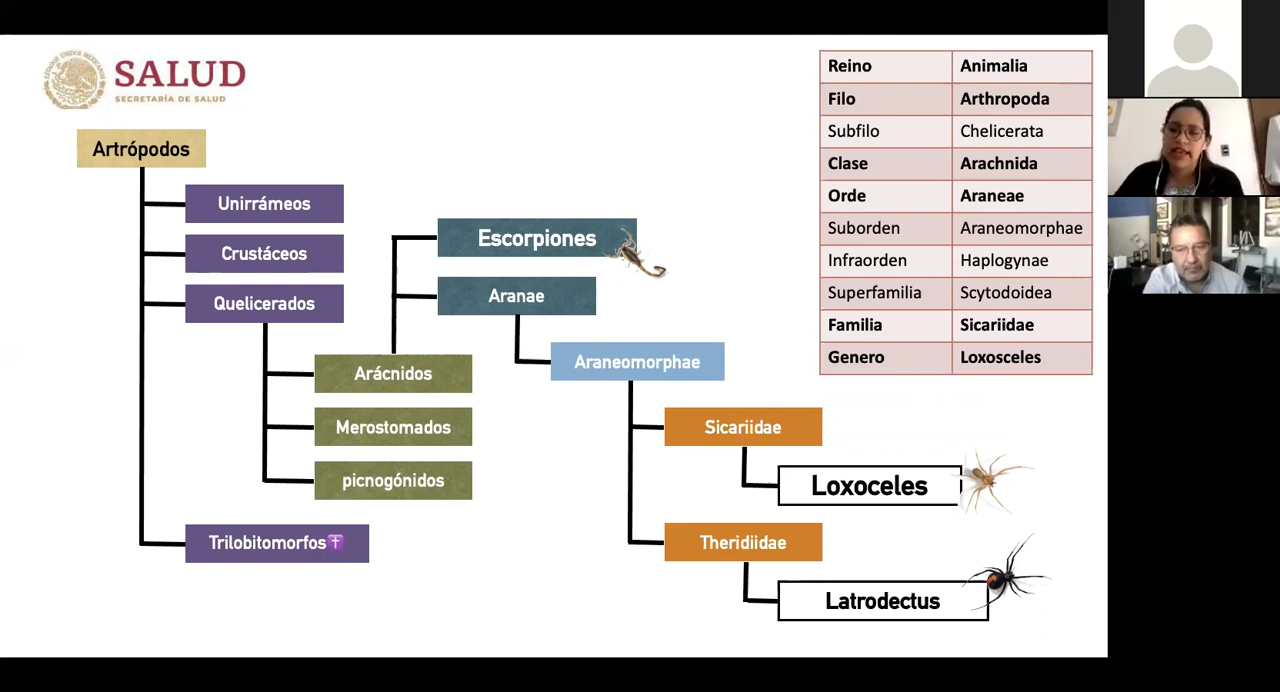 SALUD
SECRETARÍA DE SALUD
Artrópodos
Unirrámeos
Crustáceos
Quelicerados
Arácnidos
Merostomados
picnogónidos
Trilobitomorfos✝
Escorpiones
Aranae
Araneomorphae
Sicariidae
Loxoceles
Theridiidae
Latrodectus
Reino Animalia
Filo Arthropoda
Subfilo Chelicerata
Clase Arachnida
Orde Araneae
Suborden Araneomorphae
Infraorden Haplogynae
Superfamilia Scytodoidea
Familia Sicariidae
Genero Loxosceles